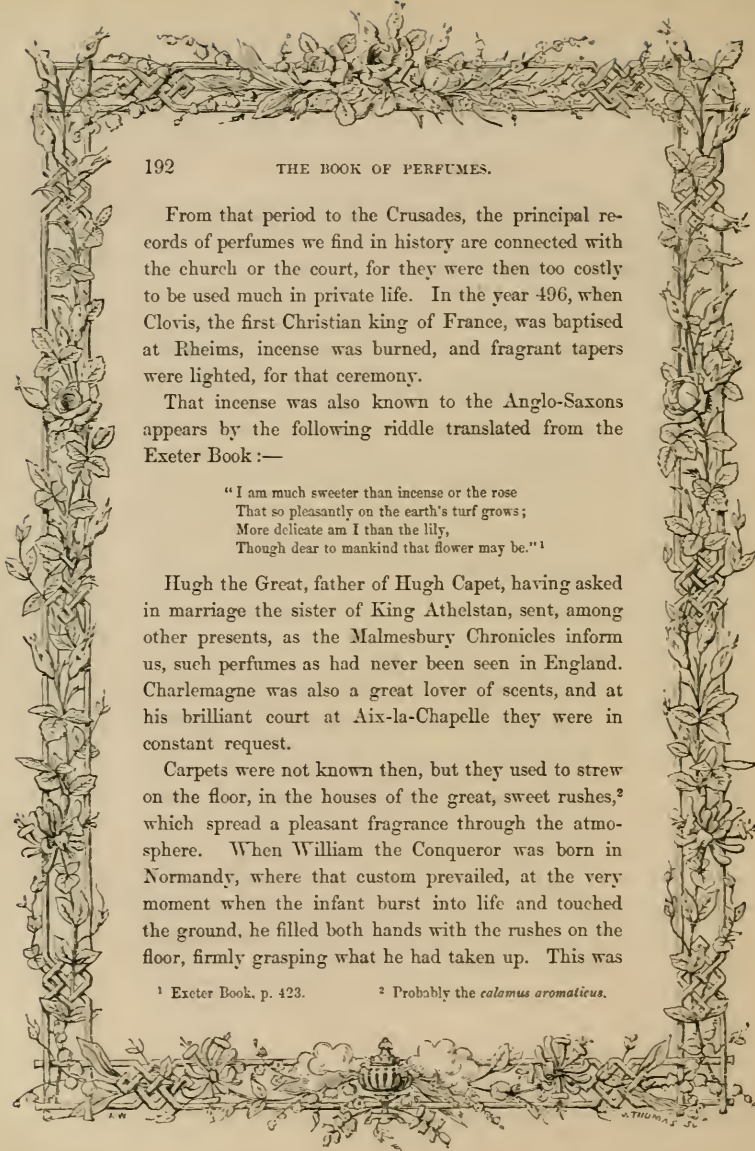 192 THE BOOK OF PERFUMES.
From that period to the Crusades, the principal re-
cords of perfumes we find in history are connected with
the church or the court, for they were then too costly
to be used much in private life. In the year 496, when
Clovis, the first Christian king of France, was baptised
at Rheims, incense was burned, and fragrant tapers
were lighted, for that ceremony.
That incense was also known to the Anglo-Saxons
appears by the following riddle translated from the
Exeter Book :—
“ I am much sweeter than incense or the rose
That so pleasantly on the earth's turf grows ;
More delicate am I than the lily,
Though dear to mankind that flower may be.” ¹
Hugh the Great, father of Hugh Capet, having asked
in marriage the sister of King Athelstan, sent, among
other presents, as the Malmesbury Chronicles inform
us, such perfumes as had never been seen in England.
Charlemagne was also a great lover of scents, and at
his brilliant court at Aix-la-Chapelle they were in
constant request.
Carpets were not known then, but they used to strew
on the floor, in the houses of the great, sweet rushes,²
which spread a pleasant fragrance through the atmo-
sphere. When William the Conqueror was born in
Normandy, where that custom prevailed, at the very
moment when the infant burst into life and touched
the ground, he filled both hands with the rushes on the
floor, firmly grasping what he had taken up. This was
¹ Exeter Book, p. 423. ² Probably the calamus aromaticus.
THOMAS SC